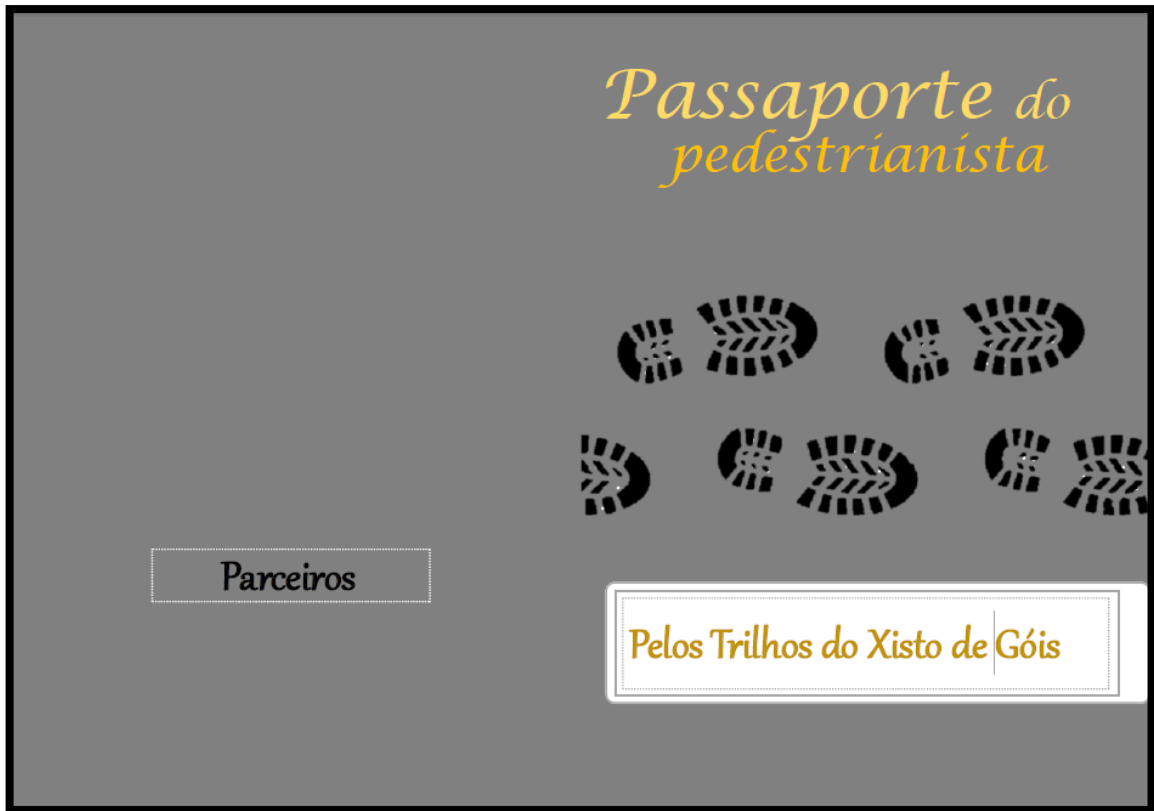 Passaporte do
pedestrianista
Parceiros
Pelos Trilhos do Xisto de Góis